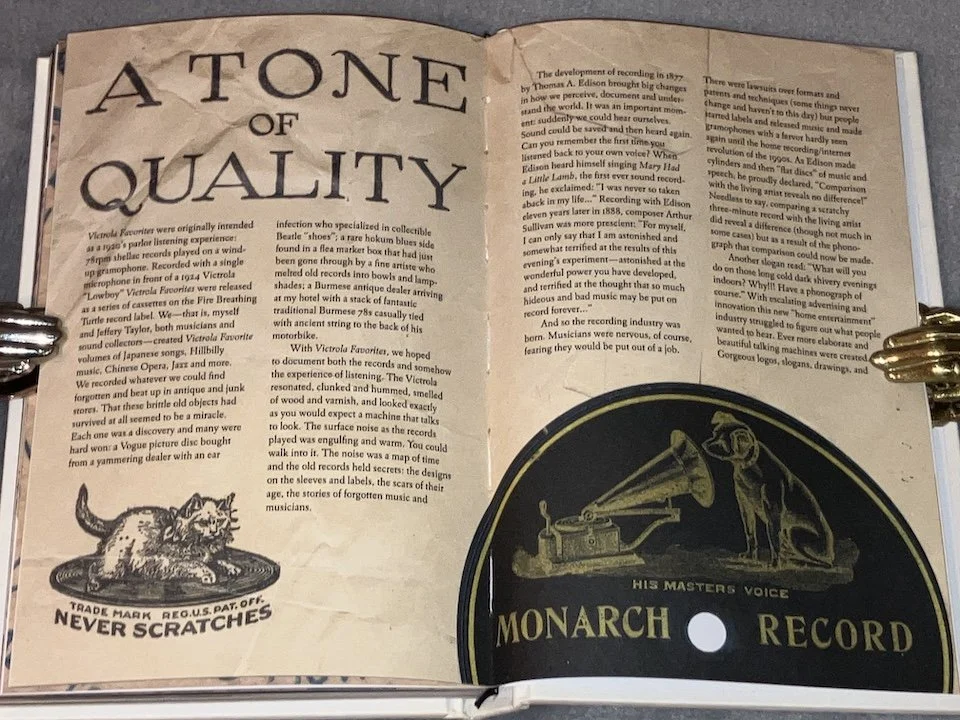 A TONE
OF
QUALITY
Victrola Favorites were originally intended
as a 1920's parlor listening experience:
78rpm shellac records played on a wind-
up gramophone. Recorded with a single
microphone in front of a 1924 Victrola
"Lowboy" Victrola Favorites were released
as a series of cassettes on the Fire Breathing
Turtle record label. We—that is, myself
and Jeffery Taylor, both musicians and
sound collectors—created Victrola Favorite
volumes of Japanese songs, Hillbilly
music, Chinese Opera, Jazz and more.
We recorded whatever we could find
forgotten and beat up in antique and junk
stores. That these brittle old objects had
survived at all seemed to be a miracle.
Each one was a discovery and many were
hard won: a Vogue picture disc bought
from a yammering dealer with an ear
infection who specialized in collectible
Beatle "shoes"; a rare hokum blues side
found in a flea market box that had just
been gone through by a fine artiste who
melted old records into bowls and lamp-
shades; a Burmese antique dealer arriving
at my hotel with a stack of fantastic
traditional Burmese 78s casually tied
with ancient string to the back of his
motorbike.
With Victrola Favorites, we hoped
to document both the records and somehow
the experience of listening. The Victrola
resonated, clunked and hummed, smelled
of wood and varnish, and looked exactly
as you would expect a machine that talks
to look. The surface noise as the records
played was engulfing and warm. You could
walk into it. The noise was a map of time
and the old records held secrets: the designs
on the sleeves and labels, the scars of their
age, the stories of forgotten music and
musicians.
TRADE MARK REG.U.S.PAT.OFF.
NEVER SCRATCHES
The development of recording in 1877
by Thomas A. Edison brought big changes
in how we perceive, document and under-
stand the world. It was an important mom-
ent: suddenly we could hear ourselves.
Sound could be saved and then heard again.
Can you remember the first time you
listened back to your own voice? When
Edison heard himself singing Mary Had
a Little Lamb, the first ever sound record-
ing, he exclaimed: "I was never so taken
aback in my life..." Recording with Edison
eleven years later in 1888, composer Arthur
Sullivan was more prescient: "For myself,
I can only say that I am astonished and
somewhat terrified at the results of this
evening's experiment—astonished at the
wonderful power you have developed,
and terrified at the thought that so much
hideous and bad music may be put on
record forever..."
And so the recording industry was
born. Musicians were nervous, of course,
fearing they would be put out of a job.
There were lawsuits over formats and
patents and techniques (some things never
change and haven't to this day) but people
started labels and released music and made
gramophones with a fervor hardly seen
again until the home recording/internet
revolution of the 1990s. As Edison made
cylinders and then "flat discs" of music and
speech, he proudly declared, "Comparison
with the living artist reveals no difference!"
Needless to say, comparing a scratchy
three-minute record with the living artist
did reveal a difference (though not much in
some cases) but as a result of the phono-
graph that comparison could now be made.
Another slogan read: "What will you
do on those long cold dark shivery evenings
indoors? Why!!! Have a phonograph of
course." With escalating advertising and
innovation this new "home entertainment"
industry struggled to figure out what people
wanted to hear. Ever more elaborate and
beautiful talking machines were created.
Gorgeous logos, slogans, drawings, and
HIS MASTERS VOICE
MONARCH RECORD